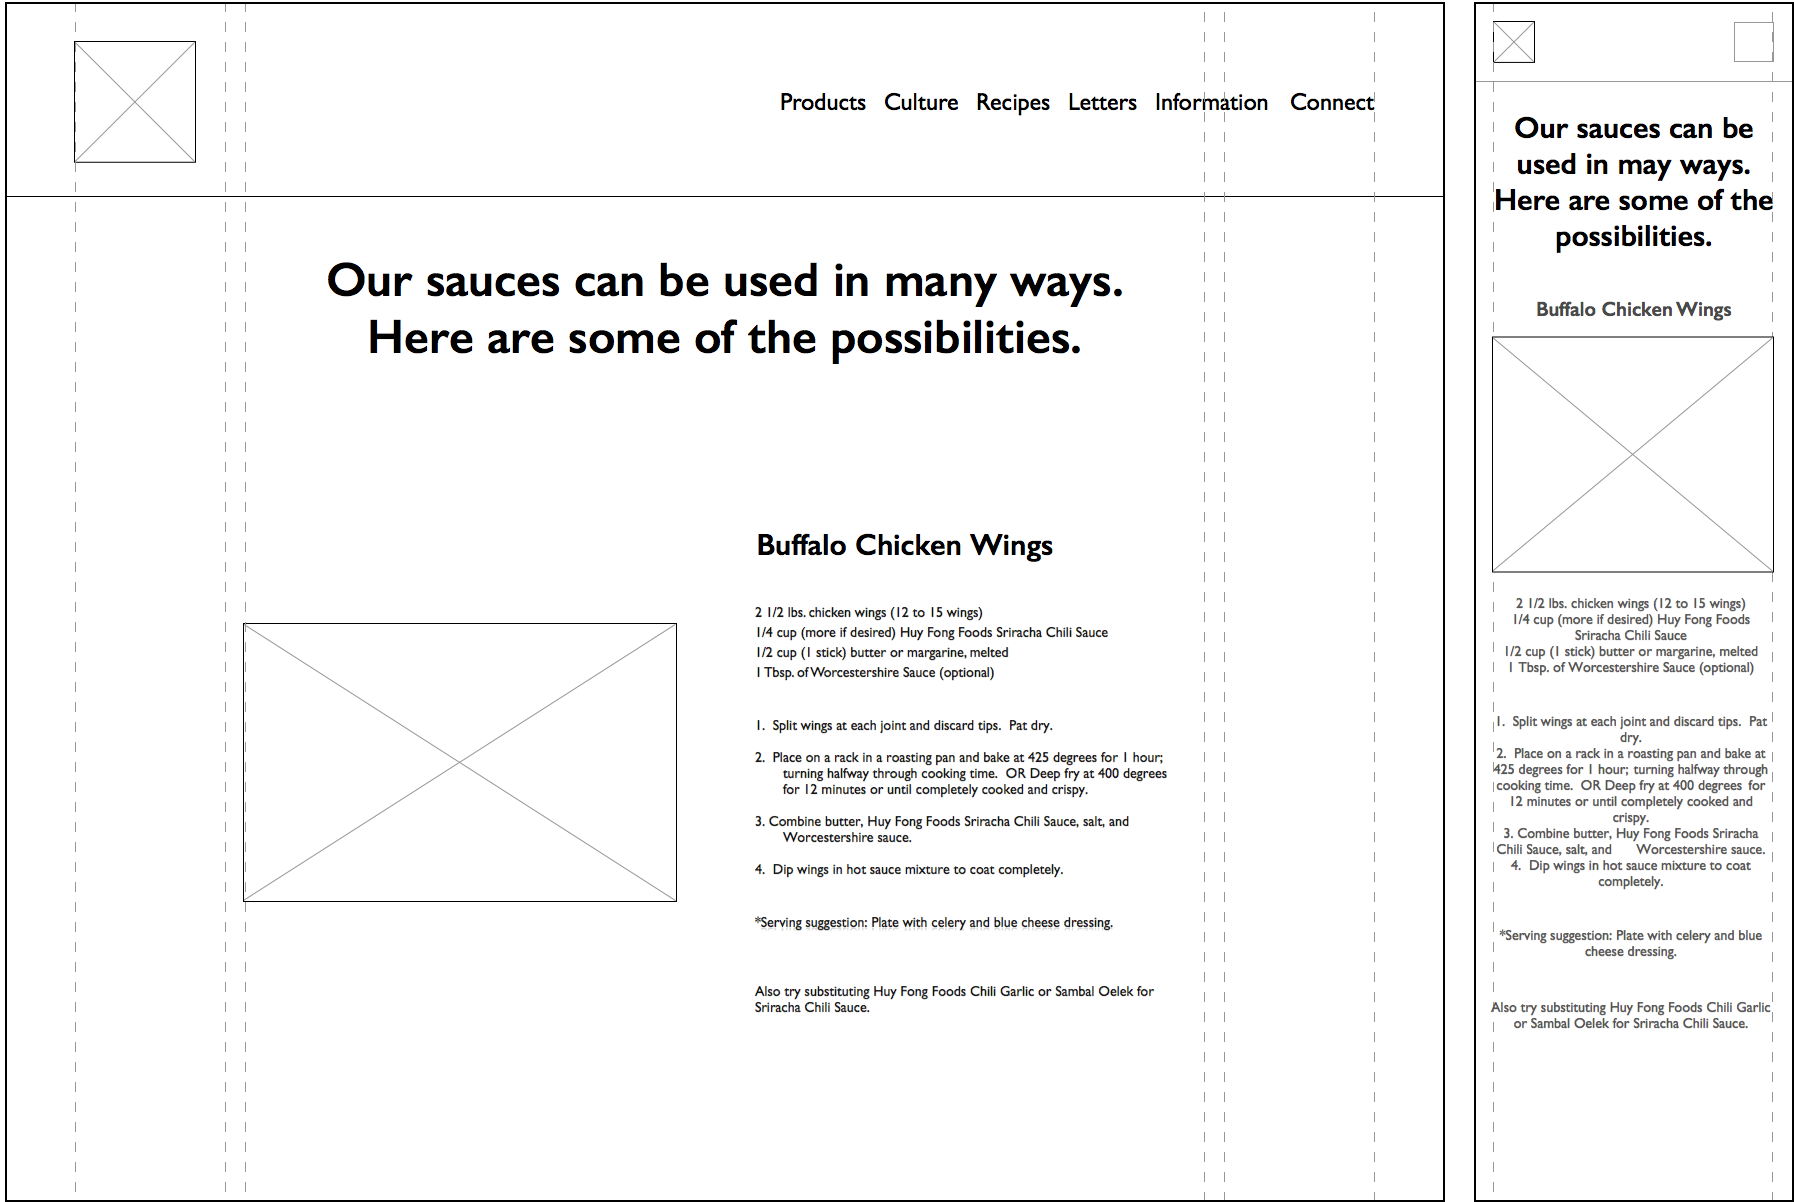 Products Culture Recipes Letters Information Connect
Our sauces can be used in many ways.
Here are some of the possibilities.
Buffalo Chicken Wings
2 1/2 lbs. chicken wings (12 to 15 wings)
1/4 cup (more if desired) Huy Fong Foods Sriracha Chili Sauce
1/2 cup (1 stick) butter or margarine, melted
1 Tbsp. of Worcestershire Sauce (optional)
1. Split wings at each joint and discard tips. Pat dry.
2. Place on a rack in a roasting pan and bake at 425 degrees for 1 hour;
turning halfway through cooking time. OR Deep fry at 400 degrees
for 12 minutes or until completely cooked and crispy.
3. Combine butter, Huy Fong Foods Sriracha Chili Sauce, salt, and
Worcestershire sauce.
4. Dip wings in hot sauce mixture to coat completely.
*Serving suggestion: Plate with celery and blue cheese dressing.
Also try substituting Huy Fong Foods Chili Garlic or Sambal Oelek for
Sriracha Chili Sauce.
Our sauces can be
used in may ways.
Here are some of the
possibilities.
Buffalo Chicken Wings
2 1/2 lbs. chicken wings (12 to 15 wings)
1/4 cup (more if desired) Huy Fong Foods
Sriracha Chili Sauce
1/2 cup (1 stick) butter or margarine, melted
1 Tbsp. of Worcestershire Sauce (optional)
1. Split wings at each joint and discard tips. Pat
dry.
2. Place on a rack in a roasting pan and bake at
425 degrees for 1 hour; turning halfway through
cooking time. OR Deep fry at 400 degrees for
12 minutes or until completely cooked and
crispy.
3. Combine butter, Huy Fong Foods Sriracha
Chili Sauce, salt, and Worcestershire sauce.
4. Dip wings in hot sauce mixture to coat
completely.
*Serving suggestion: Plate with celery and blue
cheese dressing.
Also try substituting Huy Fong Foods Chili Garlic
or Sambal Oelek for Sriracha Chili Sauce.